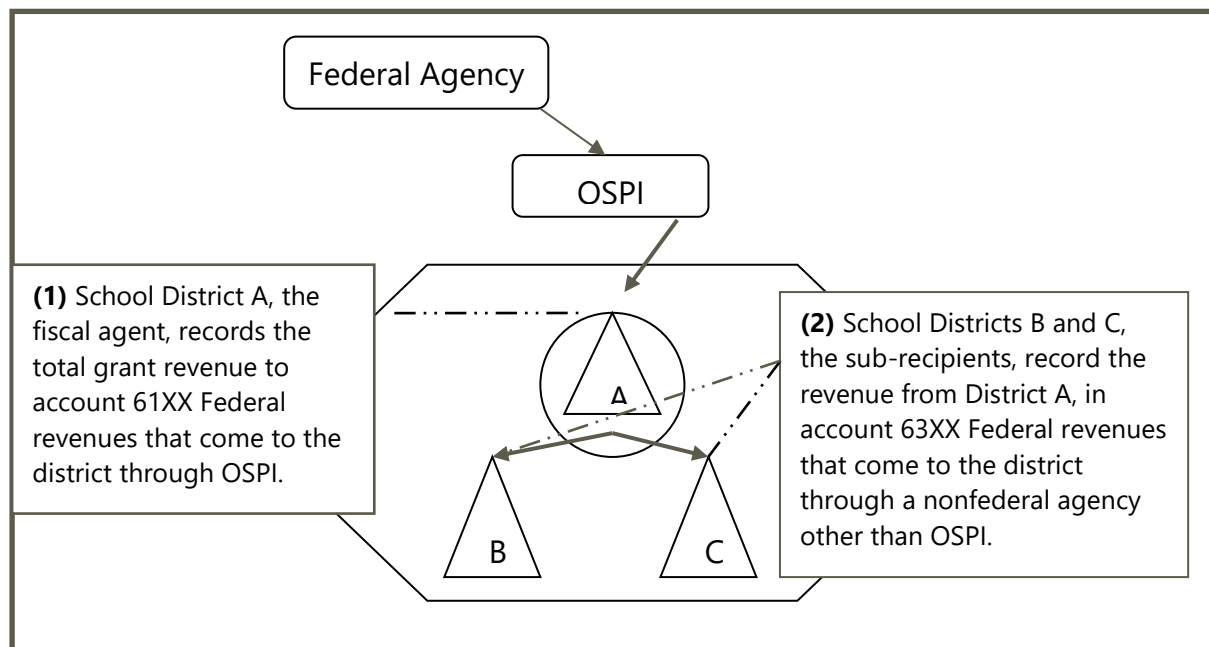 Federal Agency
OSPI
(1) School District A, the
fiscal agent, records the
total grant revenue to
account 61XX Federal
revenues that come to the
district through OSPI.
A
(2) School Districts B and C,
the sub-recipients, record the
revenue from District A, in
account 63XX Federal revenues
that come to the district
through a nonfederal agency
other than OSPI.
B
C